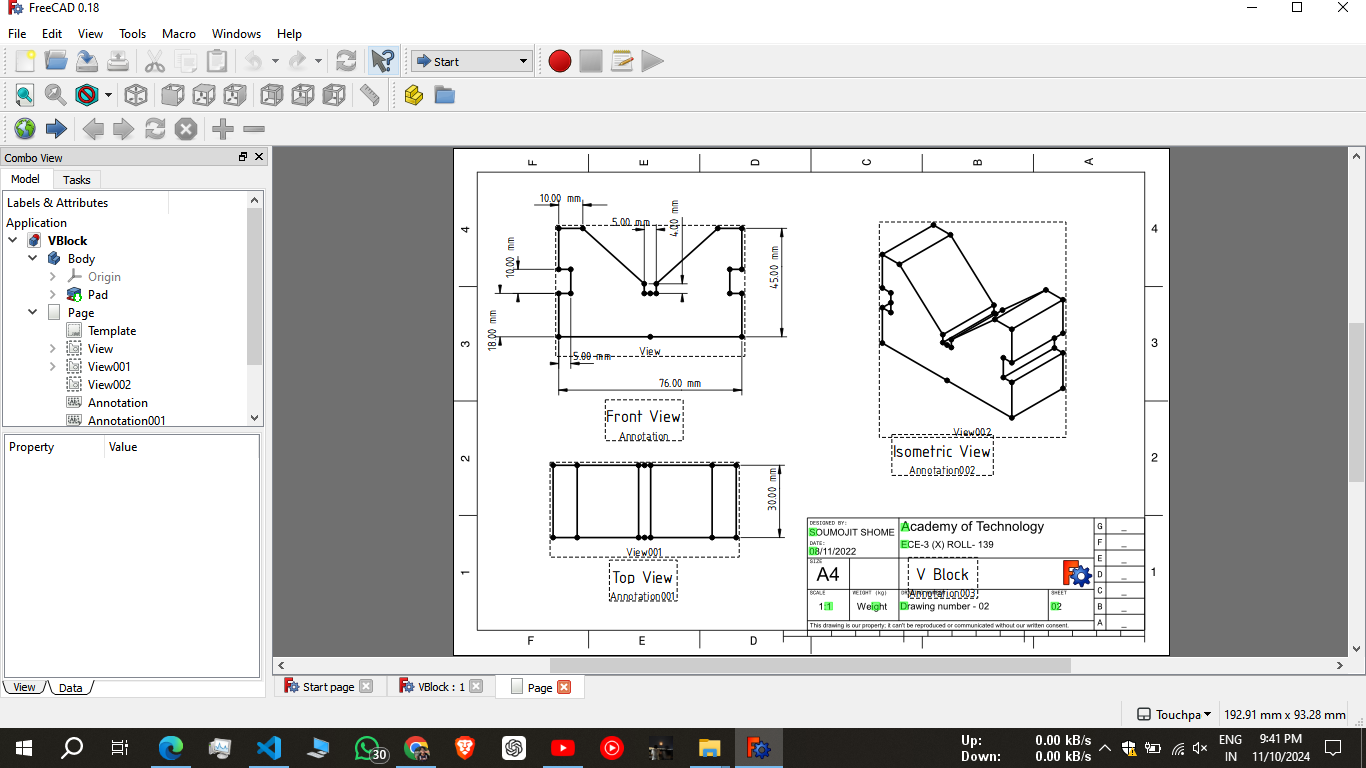 FreeCAD 0.18
File Edit View Tools Macro Windows Help
Start
Combo View
Model Tasks
Labels & Attributes
Application
VBlock
Body
Origin
Pad
Page
Template
View
View001
View002
Annotation
Annotation001
Property Value
View Data
F E D C B A
4 4
3 3
2 2
1 1
10.00 mm
5.00 mm
4.00 mm
10.00 mm
45.00 mm
18.00 mm
View
5.00 mm
76.00 mm
Front View
Annotation
View002
Isometric View
Annotation002
30.00 mm
View001
Top View
Annotation001
F E D
DESIGNED BY:
SOUMOJIT SHOME
DATE:
08/11/2022
Academy of Technology
ECE-3 (X) ROLL- 139
SIZE
A4
V Block
Annotation003
SCALE
1:1
WEIGHT (kg)
Weight
Drawing number - 02
SHEET
02
This drawing is our property; it can't be reproduced or communicated without our written consent.
G _
F _
E _
D _
C _
B _
A _
Start page VBlock : 1 Page
Touchpa 192.91 mm x 93.28 mm
30
Up: 0.00 kB/s
Down: 0.00 kB/s
ENG
IN
9:41 PM
11/10/2024